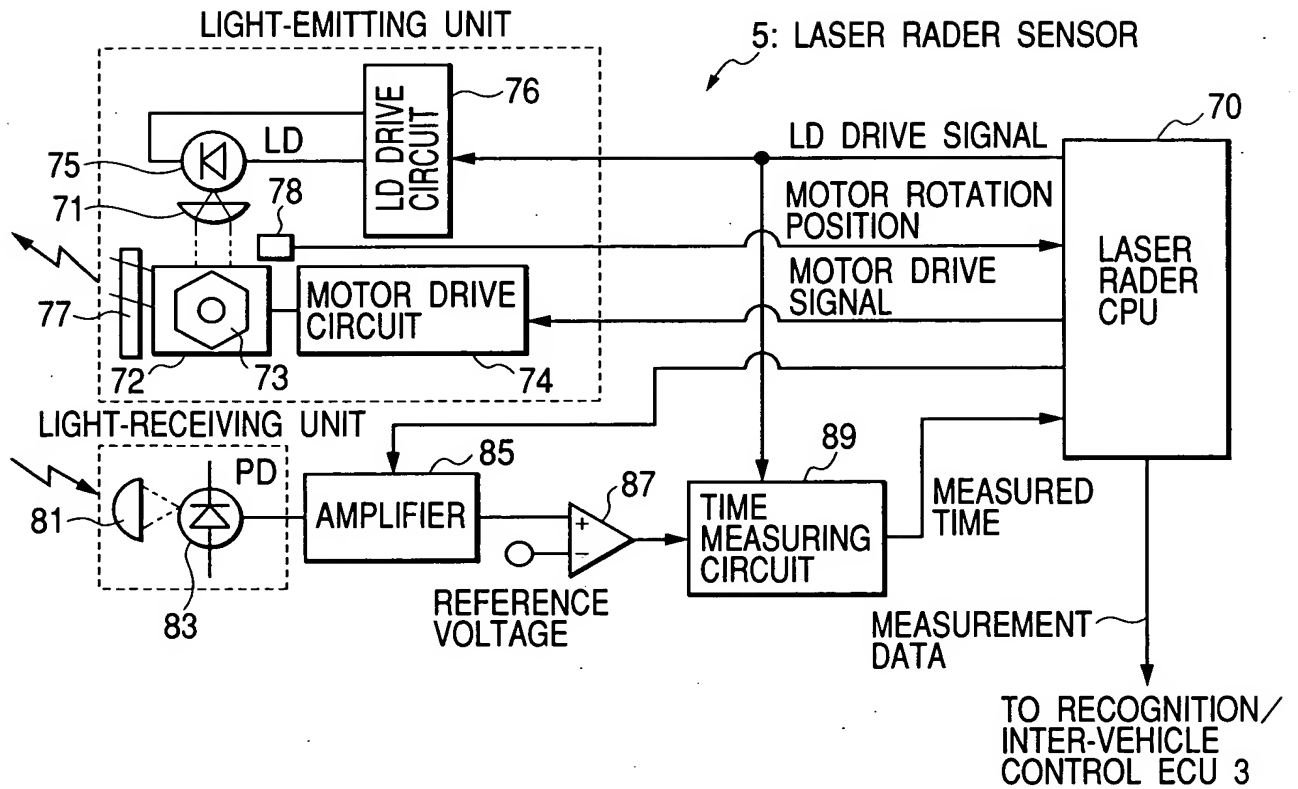 LIGHT-EMITTING UNIT
5: LASER RADER SENSOR
76
70
LD DRIVE
CIRCUIT
LD
75
LD DRIVE SIGNAL
71
78
MOTOR ROTATION
POSITION
LASER
RADER
CPU
MOTOR DRIVE
SIGNAL
MOTOR DRIVE
CIRCUIT
77
72
73
74
LIGHT-RECEIVING UNIT
PD
85
89
81
AMPLIFIER
87
+
−
TIME
MEASURING
CIRCUIT
MEASURED
TIME
83
REFERENCE
VOLTAGE
MEASUREMENT
DATA
TO RECOGNITION/
INTER-VEHICLE
CONTROL ECU 3